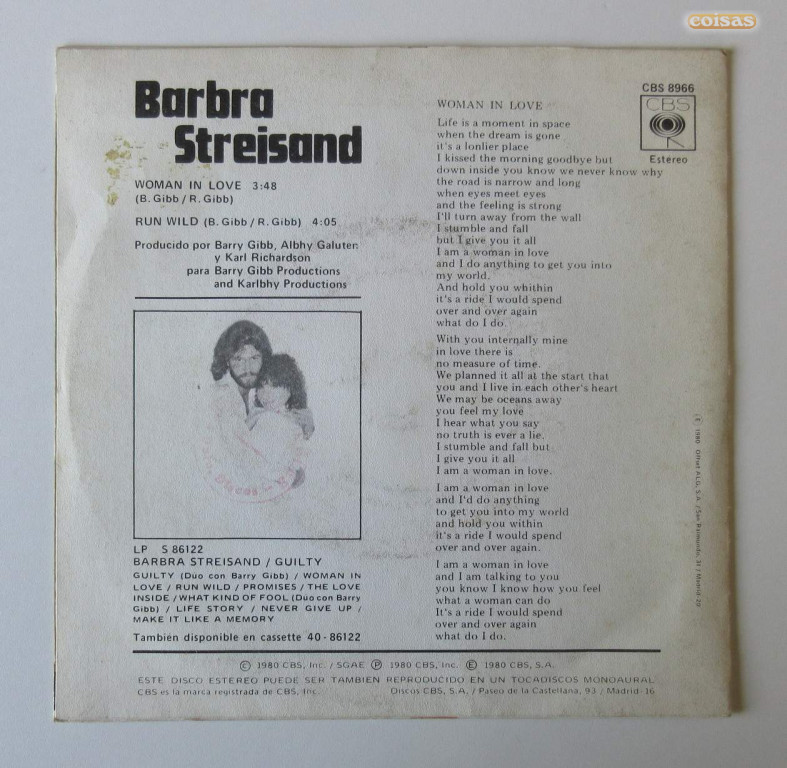 coisas
Barbra
Streisand
WOMAN IN LOVE 3:48
(B. Gibb / R. Gibb)
RUN WILD (B. Gibb / R. Gibb) 4:05
Producido por Barry Gibb, Albhy Galuten
y Karl Richardson
para Barry Gibb Productions
and Karlbhy Productions
LP S 86122
BARBRA STREISAND / GUILTY
GUILTY (Duo con Barry Gibb) / WOMAN IN
LOVE / RUN WILD / PROMISES / THE LOVE
INSIDE / WHAT KIND OF FOOL (Duo con Barry
Gibb) / LIFE STORY / NEVER GIVE UP /
MAKE IT LIKE A MEMORY
También disponible en cassette 40-86122
WOMAN IN LOVE
Life is a moment in space
when the dream is gone
it's a lonlier place
I kissed the morning goodbye but
down inside you know we never know why
the road is narrow and long
when eyes meet eyes
and the feeling is strong
I'll turn away from the wall
I stumble and fall
but I give you it all
I am a woman in love
and I do anything to get you into
my world.
And hold you whithin
it's a ride I would spend
over and over again
what do I do.
With you internally mine
in love there is
no measure of time.
We planned it all at the start that
you and I live in each other's heart
We may be oceans away
you feel my love
I hear what you say
no truth is ever a lie.
I stumble and fall but
I give you it all
I am a woman in love.
I am a woman in love
and I'd do anything
to get you into my world
and hold you within
it's a ride I would spend
over and over again.
I am a woman in love
and I am talking to you
you know I know how you feel
what a woman can do
It's a ride I would spend
over and over again
what do I do.
CBS 8966
CBS
Estereo
© 1980 CBS, Inc. / SGAE Ⓟ 1980 CBS, Inc. Ⓔ 1980 CBS, S.A.
ESTE DISCO ESTEREO PUEDE SER TAMBIEN REPRODUCIDO EN UN TOCADISCOS MONOAURAL
CBS es la marca registrada de CBS, Inc. Discos CBS, S.A. / Paseo de la Castellana, 93 / Madrid-16
1980 Offset ALG, S.A. / San Raimundo, / Madrid-20